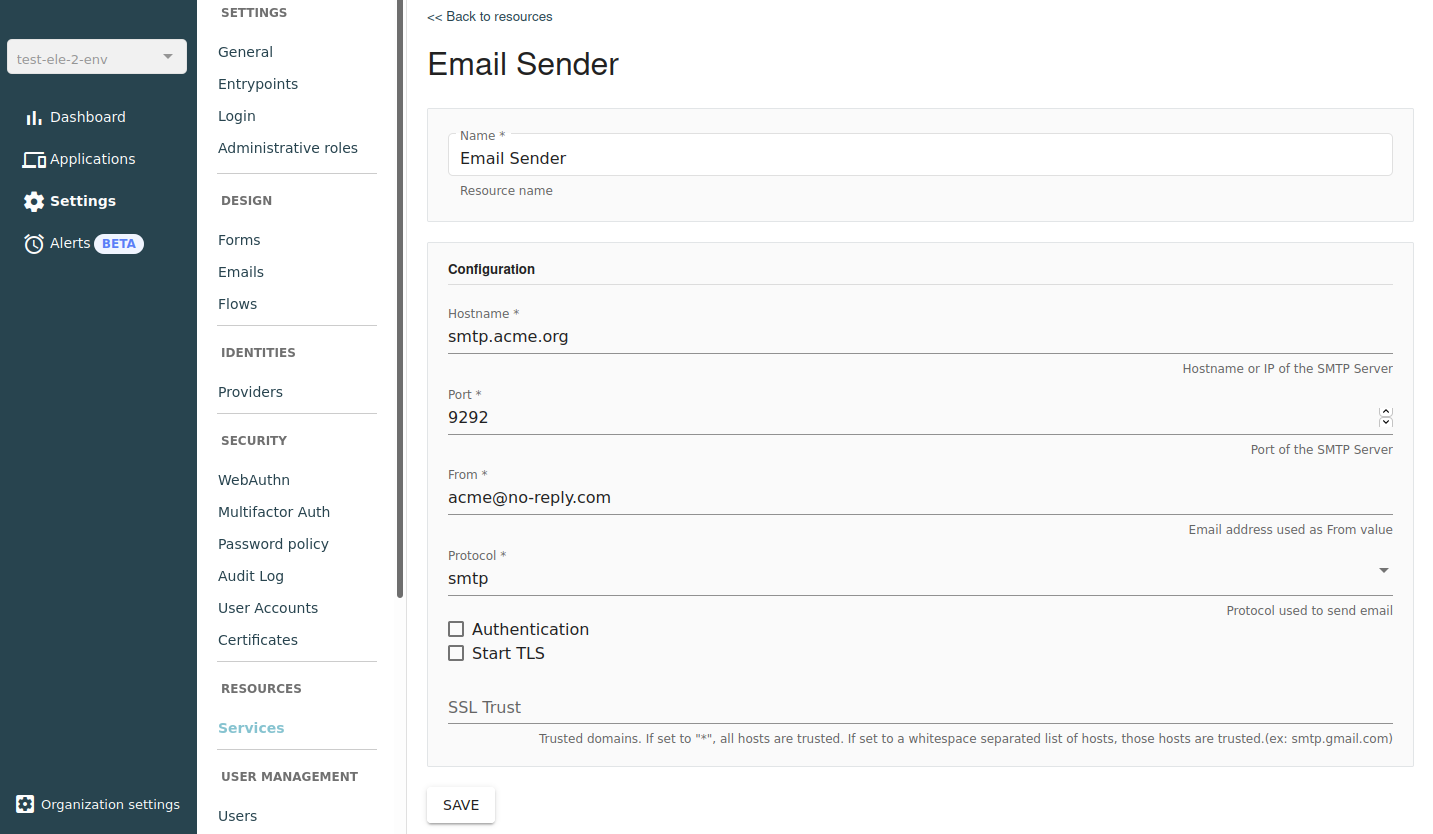 test-ele-2-env
Dashboard
Applications
Settings
Alerts BETA
Organization settings
SETTINGS
General
Entrypoints
Login
Administrative roles
DESIGN
Forms
Emails
Flows
IDENTITIES
Providers
SECURITY
WebAuthn
Multifactor Auth
Password policy
Audit Log
User Accounts
Certificates
RESOURCES
Services
USER MANAGEMENT
Users
<< Back to resources
Email Sender
Name *
Email Sender
Resource name
Configuration
Hostname *
smtp.acme.org
Hostname or IP of the SMTP Server
Port *
9292
Port of the SMTP Server
From *
acme@no-reply.com
Email address used as From value
Protocol *
smtp
Protocol used to send email
Authentication
Start TLS
SSL Trust
Trusted domains. If set to "*", all hosts are trusted. If set to a whitespace separated list of hosts, those hosts are trusted.(ex: smtp.gmail.com)
SAVE